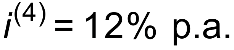 i⁽⁴⁾ = 12% p.a.